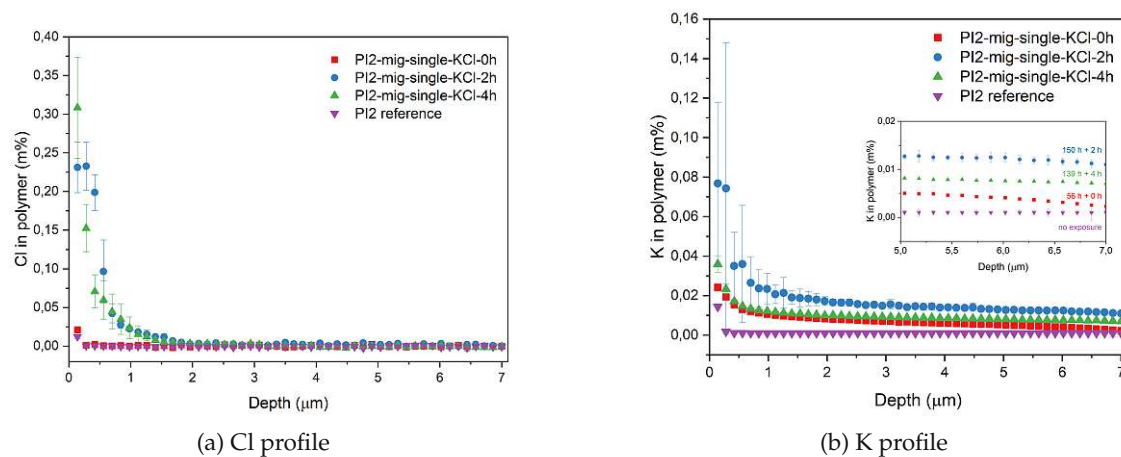 0,40
0,35
0,30
0,25
0,20
0,15
0,10
0,05
0,00
Cl in polymer (m%)
PI2-mig-single-KCl-0h
PI2-mig-single-KCl-2h
PI2-mig-single-KCl-4h
PI2 reference
0 1 2 3 4 5 6 7
Depth (μm)
(a) Cl profile
0,16
0,14
0,12
0,10
0,08
0,06
0,04
0,02
0,00
K in polymer (m%)
PI2-mig-single-KCl-0h
PI2-mig-single-KCl-2h
PI2-mig-single-KCl-4h
PI2 reference
0,02
0,01
0,00
K in polymer (m%)
150 h + 2 h
139 h + 4 h
56 h + 0 h
no exposure
5,0 5,5 6,0 6,5 7,0
Depth (μm)
0 1 2 3 4 5 6 7
Depth (μm)
(b) K profile